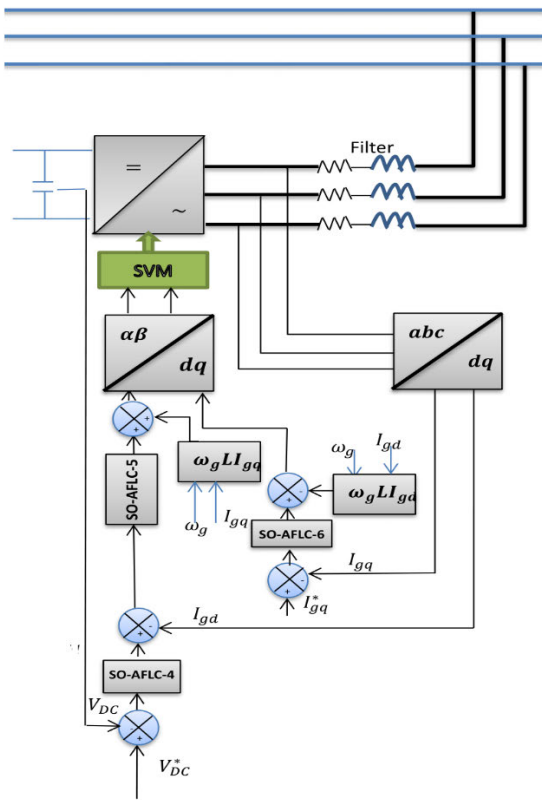 Filter
=
~
SVM
αβ
dq
abc
dq
+
+
ω_g L I_gq
ω_g
I_gq
SO-AFLC-5
ω_g
I_gd
ω_g L I_gd
-
+
SO-AFLC-6
I_gq
-
+
I*_gq
I_gd
-
+
SO-AFLC-4
V_DC
-
+
V*_DC